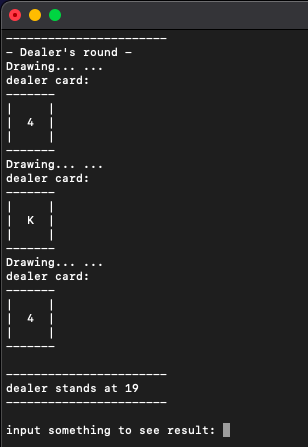 -----------------------
- Dealer's round -
Drawing... ...
dealer card:
-------
|     |
|  4  |
|     |
-------
Drawing... ...
dealer card:
-------
|     |
|  K  |
|     |
-------
Drawing... ...
dealer card:
-------
|     |
|  4  |
|     |
-------
-----------------------
dealer stands at 19
-----------------------
input something to see result: